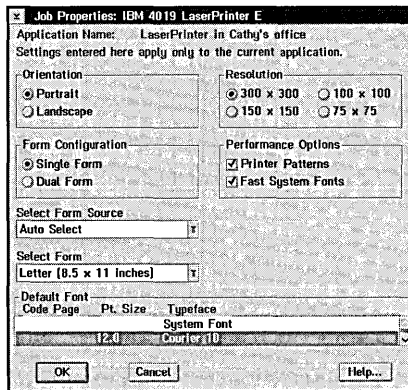 Job Properties: IBM 4019 LaserPrinter E
Application Name: LaserPrinter in Cathy's office
Settings entered here apply only to the current application.
Orientation
Portrait
Landscape
Resolution
300 x 300
100 x 100
150 x 150
75 x 75
Form Configuration
Single Form
Dual Form
Performance Options
Printer Patterns
Fast System Fonts
Select Form Source
Auto Select
Select Form
Letter (8.5 x 11 Inches)
Default Font
Code Page Pt. Size Typeface
System Font
12.0 Courier 10
OK Cancel Help...